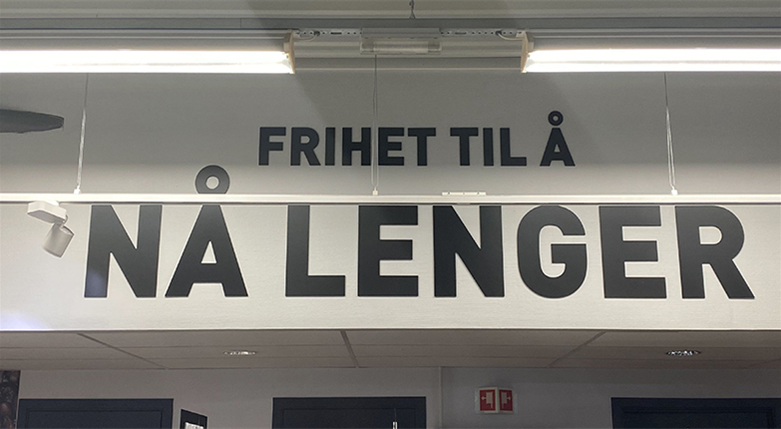 FRIHET TIL Å
NÅ LENGER